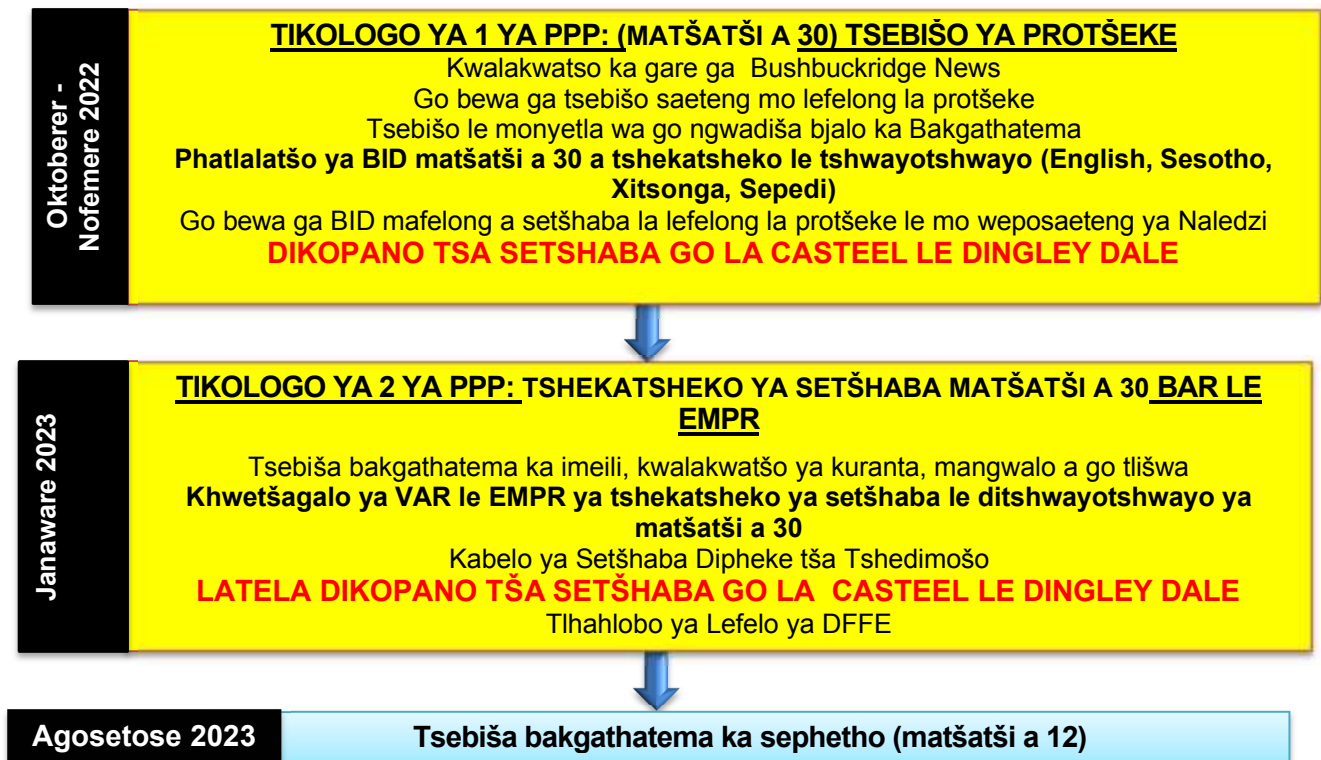 Oktoberer -
Nofemere 2022
TIKOLOGO YA 1 YA PPP: (MATŠATŠI A 30) TSEBIŠO YA PROTŠEKE
Kwalakwatso ka gare ga Bushbuckridge News
Go bewa ga tsebišo saeteng mo lefelong la protšeke
Tsebišo le monyetla wa go ngwadiša bjalo ka Bakgathatema
Phatlalatšo ya BID matšatši a 30 a tshekatsheko le tshwayotshwayo (English, Sesotho,
Xitsonga, Sepedi)
Go bewa ga BID mafelong a setšhaba la lefelong la protšeke le mo weposaeteng ya Naledzi
DIKOPANO TSA SETSHABA GO LA CASTEEL LE DINGLEY DALE
Janaware 2023
TIKOLOGO YA 2 YA PPP: TSHEKATSHEKO YA SETŠHABA MATŠATŠI A 30 BAR LE
EMPR
Tsebiša bakgathatema ka imeili, kwalakwatšo ya kuranta, mangwalo a go tlišwa
Khwetšagalo ya VAR le EMPR ya tshekatsheko ya setšhaba le ditshwayotshwayo ya
matšatši a 30
Kabelo ya Setšhaba Dipheke tša Tshedimošo
LATELA DIKOPANO TŠA SETŠHABA GO LA CASTEEL LE DINGLEY DALE
Tlhahlobo ya Lefelo ya DFFE
Agosetose 2023
Tsebiša bakgathatema ka sephetho (matšatši a 12)